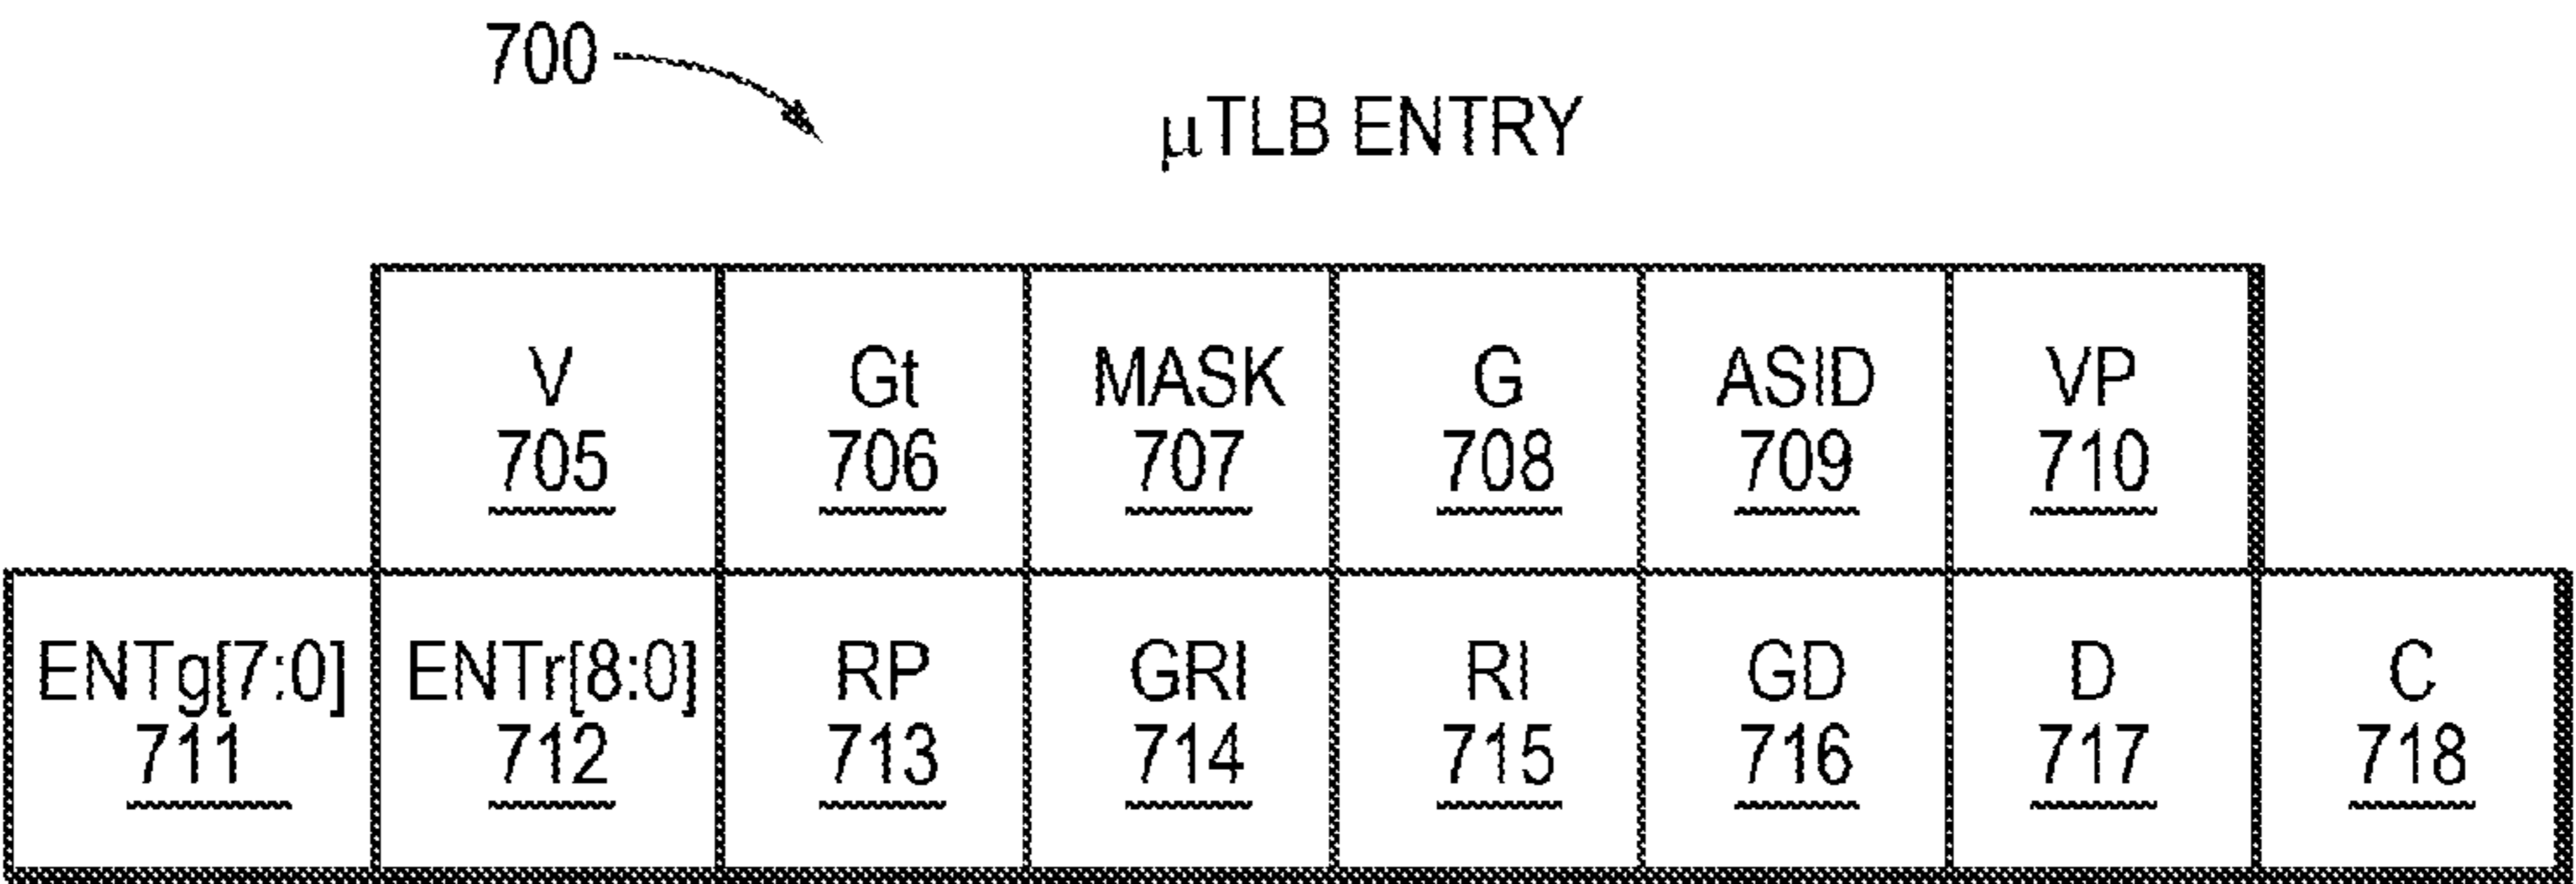 700
µTLB ENTRY
V Gt MASK G ASID VP
705 706 707 708 709 710
ENTg[7:0] ENTr[8:0] RP GRI RI GD D C
711 712 713 714 715 716 717 718